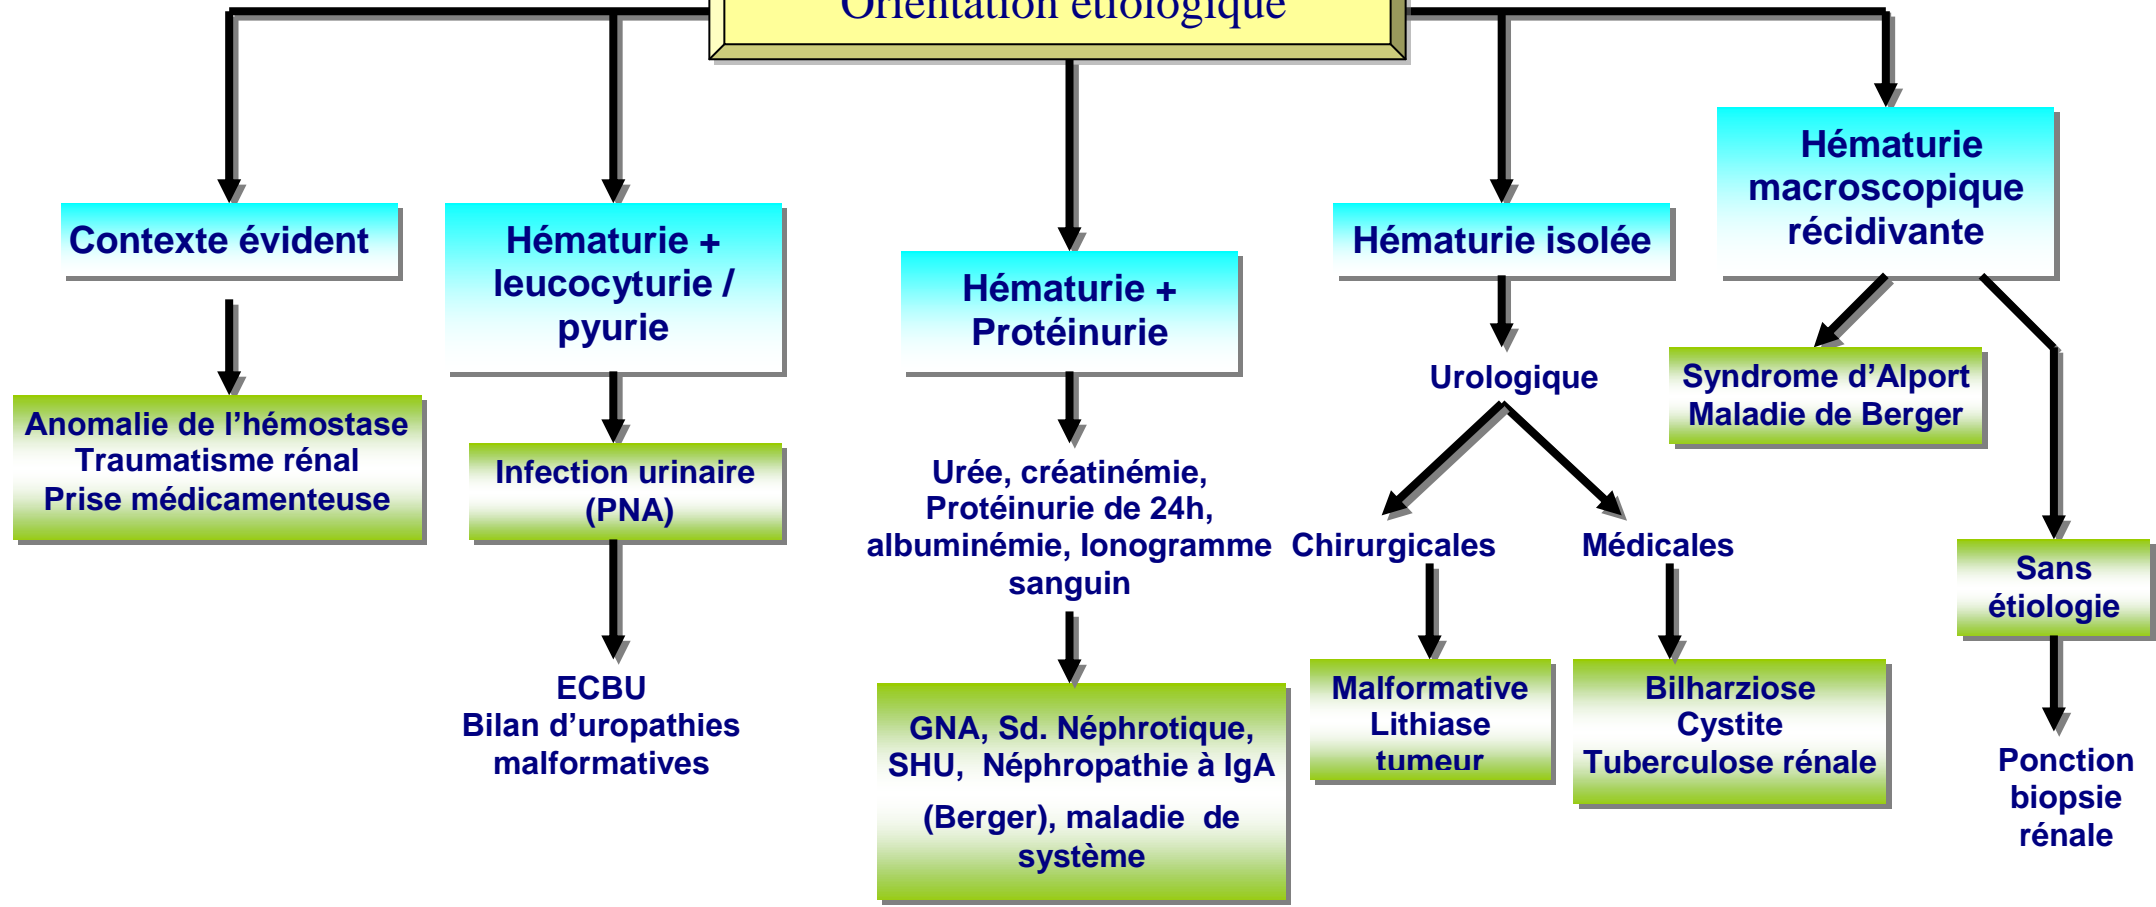 Orientation étiologique
Contexte évident
Anomalie de l'hémostase
Traumatisme rénal
Prise médicamenteuse
Hématurie +
leucocyturie /
pyurie
Infection urinaire
(PNA)
ECBU
Bilan d'uropathies
malformatives
Hématurie +
Protéinurie
Urée, créatinémie,
Protéinurie de 24h,
albuminémie, Ionogramme
sanguin
GNA, Sd. Néphrotique,
SHU, Néphropathie à IgA
(Berger), maladie de
système
Hématurie isolée
Urologique
Chirurgicales
Malformative
Lithiase
tumeur
Médicales
Bilharziose
Cystite
Tuberculose rénale
Hématurie
macroscopique
récidivante
Syndrome d'Alport
Maladie de Berger
Sans
étiologie
Ponction
biopsie
rénale